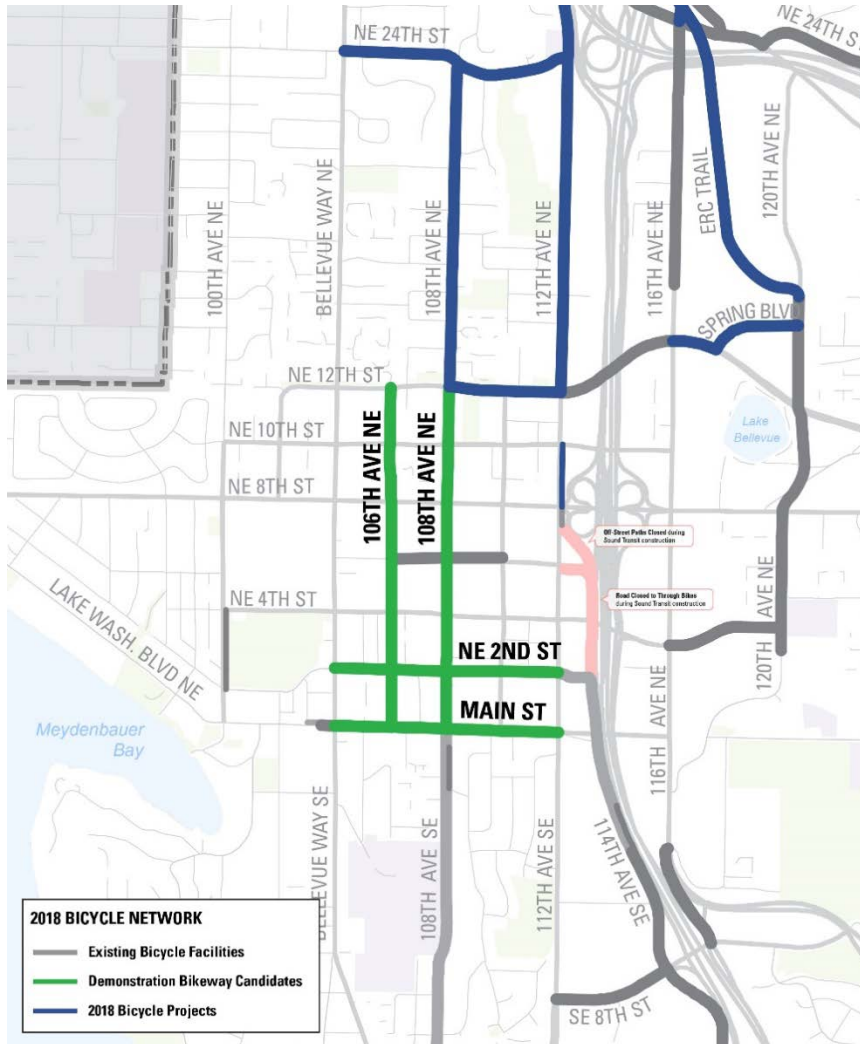 NE 24TH ST
NE 24TH ST
100TH AVE NE
BELLEVUE WAY NE
108TH AVE NE
112TH AVE NE
116TH AVE NE
ERC TRAIL
120TH AVE NE
SPRING BLVD
NE 12TH ST
NE 10TH ST
NE 8TH ST
106TH AVE NE
108TH AVE NE
Lake
Bellevue
Off-Street Paths Closed during
Sound Transit construction
Road Closed to Through Bikes
during Sound Transit construction
NE 4TH ST
LAKE WASH. BLVD NE
NE 2ND ST
MAIN ST
116TH AVE NE
120TH AVE NE
Meydenbauer
Bay
BELLEVUE WAY SE
108TH AVE SE
112TH AVE SE
114TH AVE SE
SE 8TH ST
2018 BICYCLE NETWORK
Existing Bicycle Facilities
Demonstration Bikeway Candidates
2018 Bicycle Projects